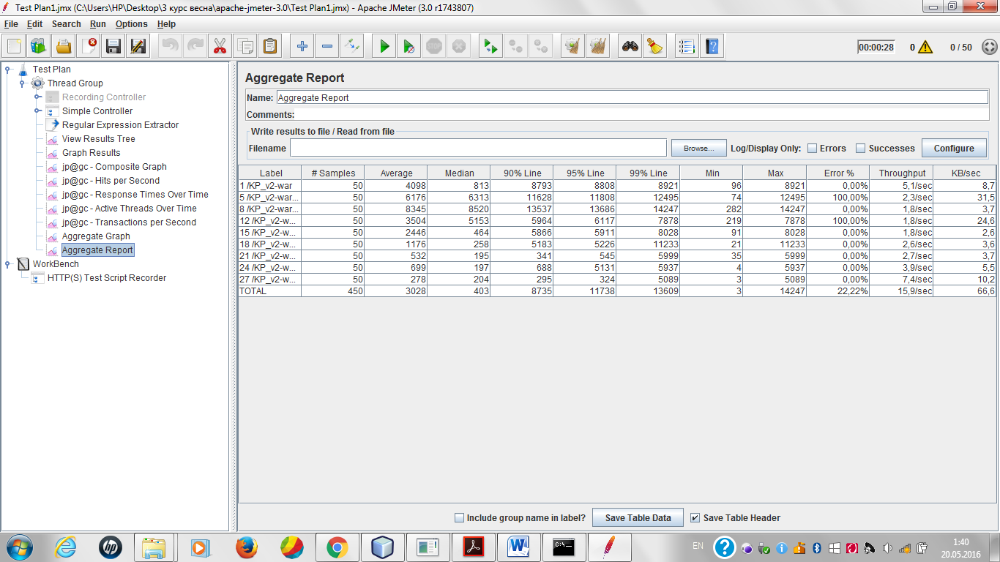 Test Plan1.jmx (C:\Users\HP\Desktop\3 курс весна\apache-jmeter-3.0\Test Plan1.jmx) - Apache JMeter (3.0 r1743807)
File Edit Search Run Options Help
STOP 00:00:28 0 0 / 50
Test Plan
Thread Group
Recording Controller
Simple Controller
Regular Expression Extractor
View Results Tree
Graph Results
jp@gc - Composite Graph
jp@gc - Hits per Second
jp@gc - Response Times Over Time
jp@gc - Active Threads Over Time
jp@gc - Transactions per Second
Aggregate Graph
Aggregate Report
WorkBench
HTTP(S) Test Script Recorder
Aggregate Report
Name: Aggregate Report
Comments:
Write results to file / Read from file
Filename Browse... Log/Display Only: Errors Successes Configure
Label # Samples Average Median 90% Line 95% Line 99% Line Min Max Error % Throughput KB/sec
1 /KP_v2-war 50 4098 813 8793 8808 8921 96 8921 0,00% 5,1/sec 8,7
5 /KP_v2-war... 50 6176 6313 11628 11808 12495 74 12495 100,00% 2,3/sec 31,5
8 /KP_v2-war... 50 8345 8520 13537 13686 14247 282 14247 0,00% 1,8/sec 3,7
12 /KP_v2-w... 50 3504 5153 5964 6117 7878 219 7878 100,00% 1,8/sec 24,6
15 /KP_v2-w... 50 2446 464 5866 5911 8028 91 8028 0,00% 1,8/sec 2,6
18 /KP_v2-w... 50 1176 258 5183 5226 11233 21 11233 0,00% 2,6/sec 3,6
21 /KP_v2-w... 50 532 195 341 545 5999 35 5999 0,00% 2,7/sec 3,7
24 /KP_v2-w... 50 699 197 688 5131 5937 4 5937 0,00% 3,9/sec 5,5
27 /KP_v2-w... 50 278 204 295 324 5089 3 5089 0,00% 7,4/sec 10,2
TOTAL 450 3028 403 8735 11738 13609 3 14247 22,22% 15,9/sec 66,6
Include group name in label? Save Table Data Save Table Header
EN 1:40
20.05.2016